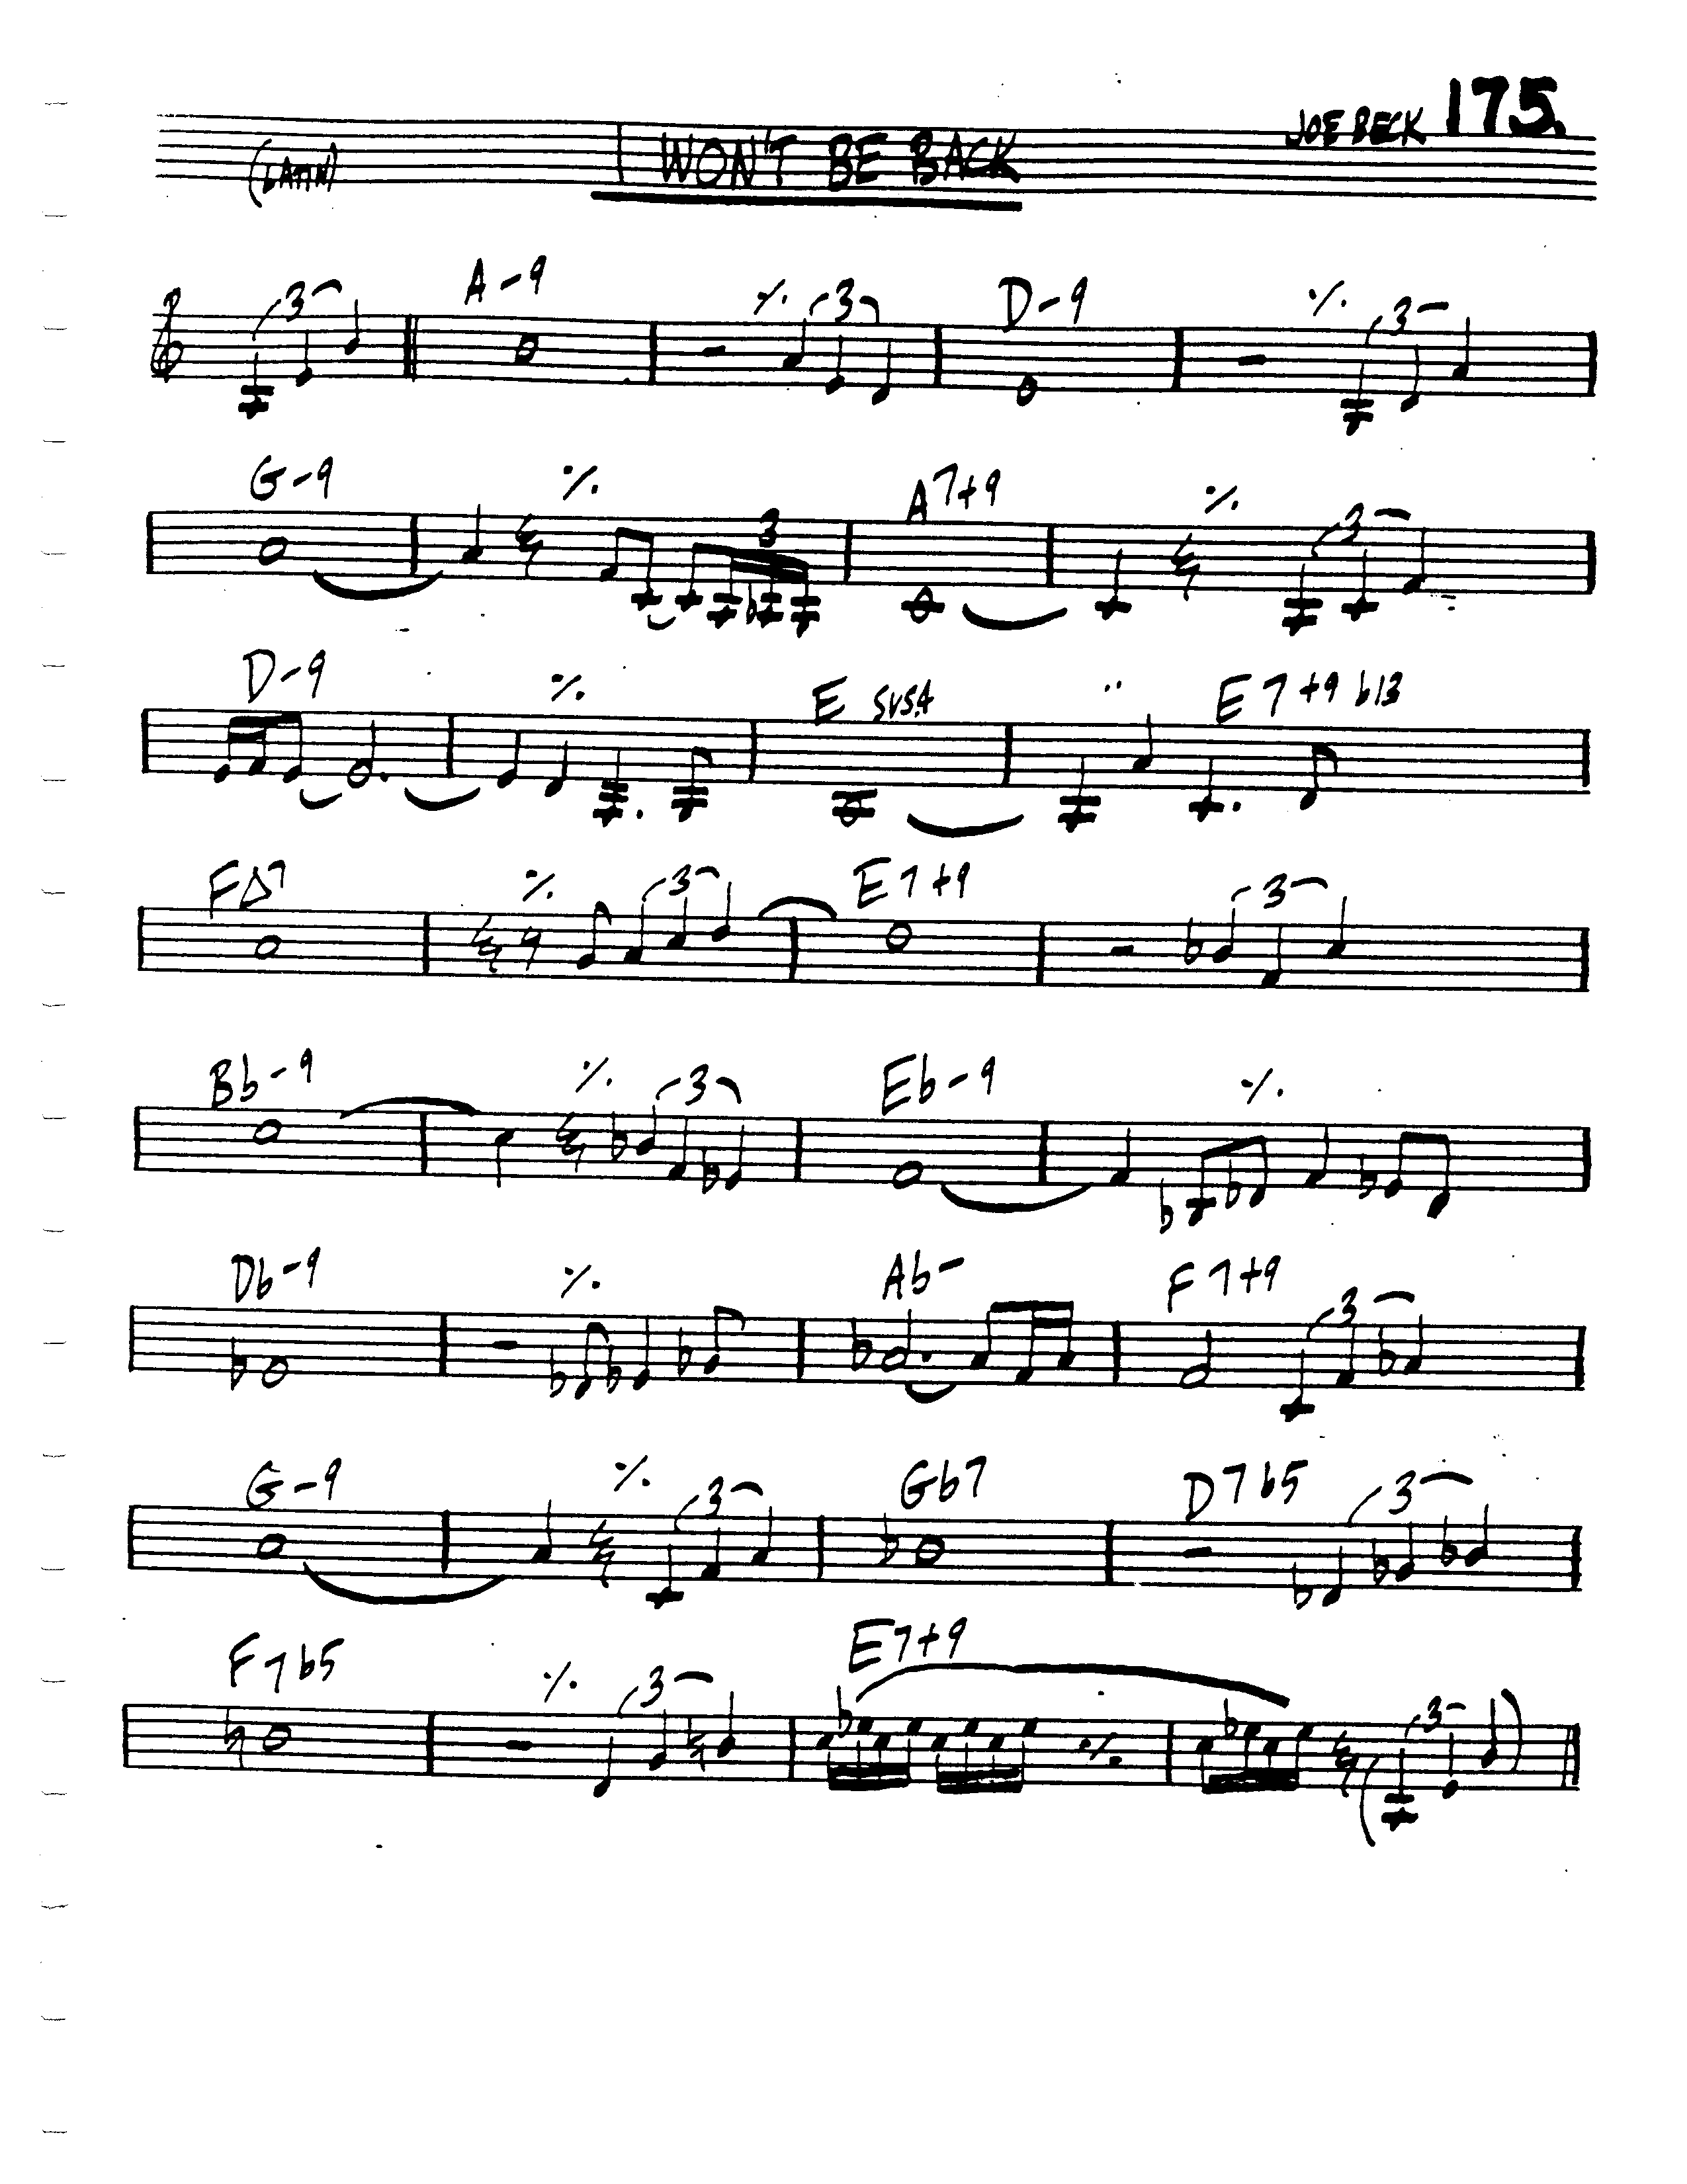 JOE BECK 175.
(LATIN) I WON'T BE BACK
3 A-9 ٪ 3 D-9 ٪ 3
G-9 ٪ 3 A7+9 ٪ 3
D-9 ٪ E SUS4 .. E7+9 b13
F△7 ٪ 3 E7+9 3
Bb-9 ٪ 3 Eb-9 ٪
Db-9 ٪ Ab- F7+9 3
G-9 ٪ 3 Gb7 D7b5 3
F7b5 ٪ 3 E7+9 ٪ 3